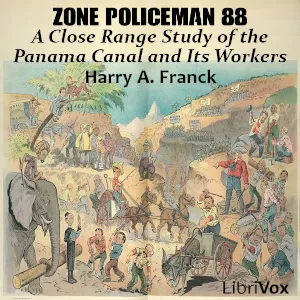 ZONE POLICEMAN 88
A Close Range Study of the
Panama Canal and Its Workers
Harry A. Franck
LibriVox